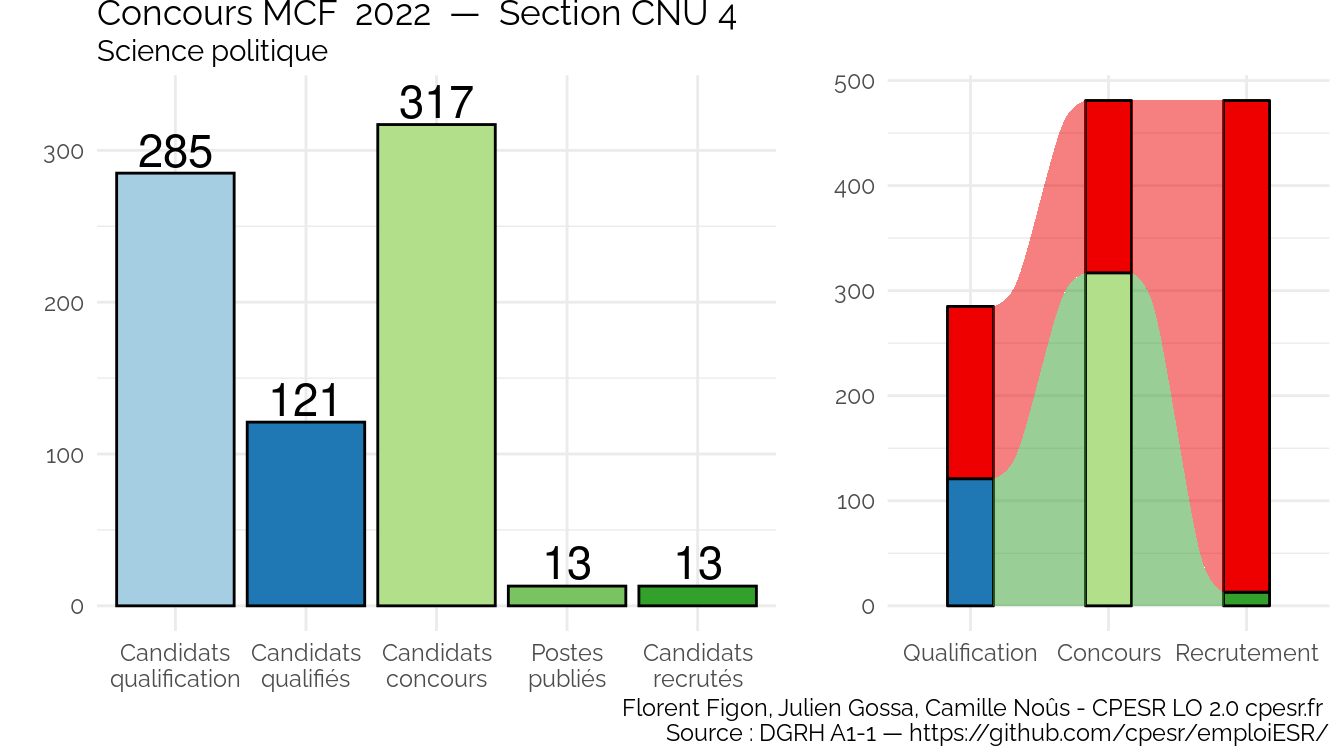 Concours MCF  2022  —  Section CNU 4
Science politique
300
200
100
0
285
121
317
13
13
Candidats qualification
Candidats qualifiés
Candidats concours
Postes publiés
Candidats recrutés
500
400
300
200
100
0
Qualification
Concours
Recrutement
Florent Figon, Julien Gossa, Camille Noûs - CPESR LO 2.0 cpesr.fr
Source : DGRH A1-1 — https://github.com/cpesr/emploiESR/